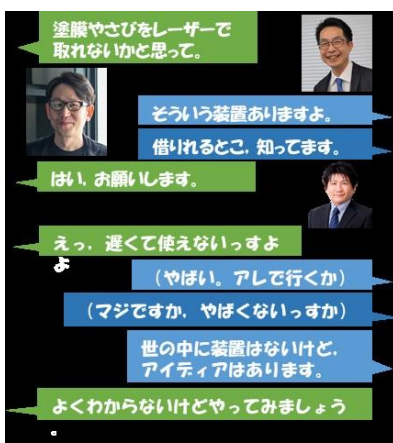 塗膜やさびをレーザーで
取れないかと思って。
そういう装置ありますよ。
借りれるとこ，知ってます。
はい，お願いします。
えっ，遅くて使えないっすよ
よ
（やばい。アレで行くか）
（マジですか，やばくないっすか）
世の中に装置はないけど，
アイディアはあります。
よくわからないけどやってみましょう
。